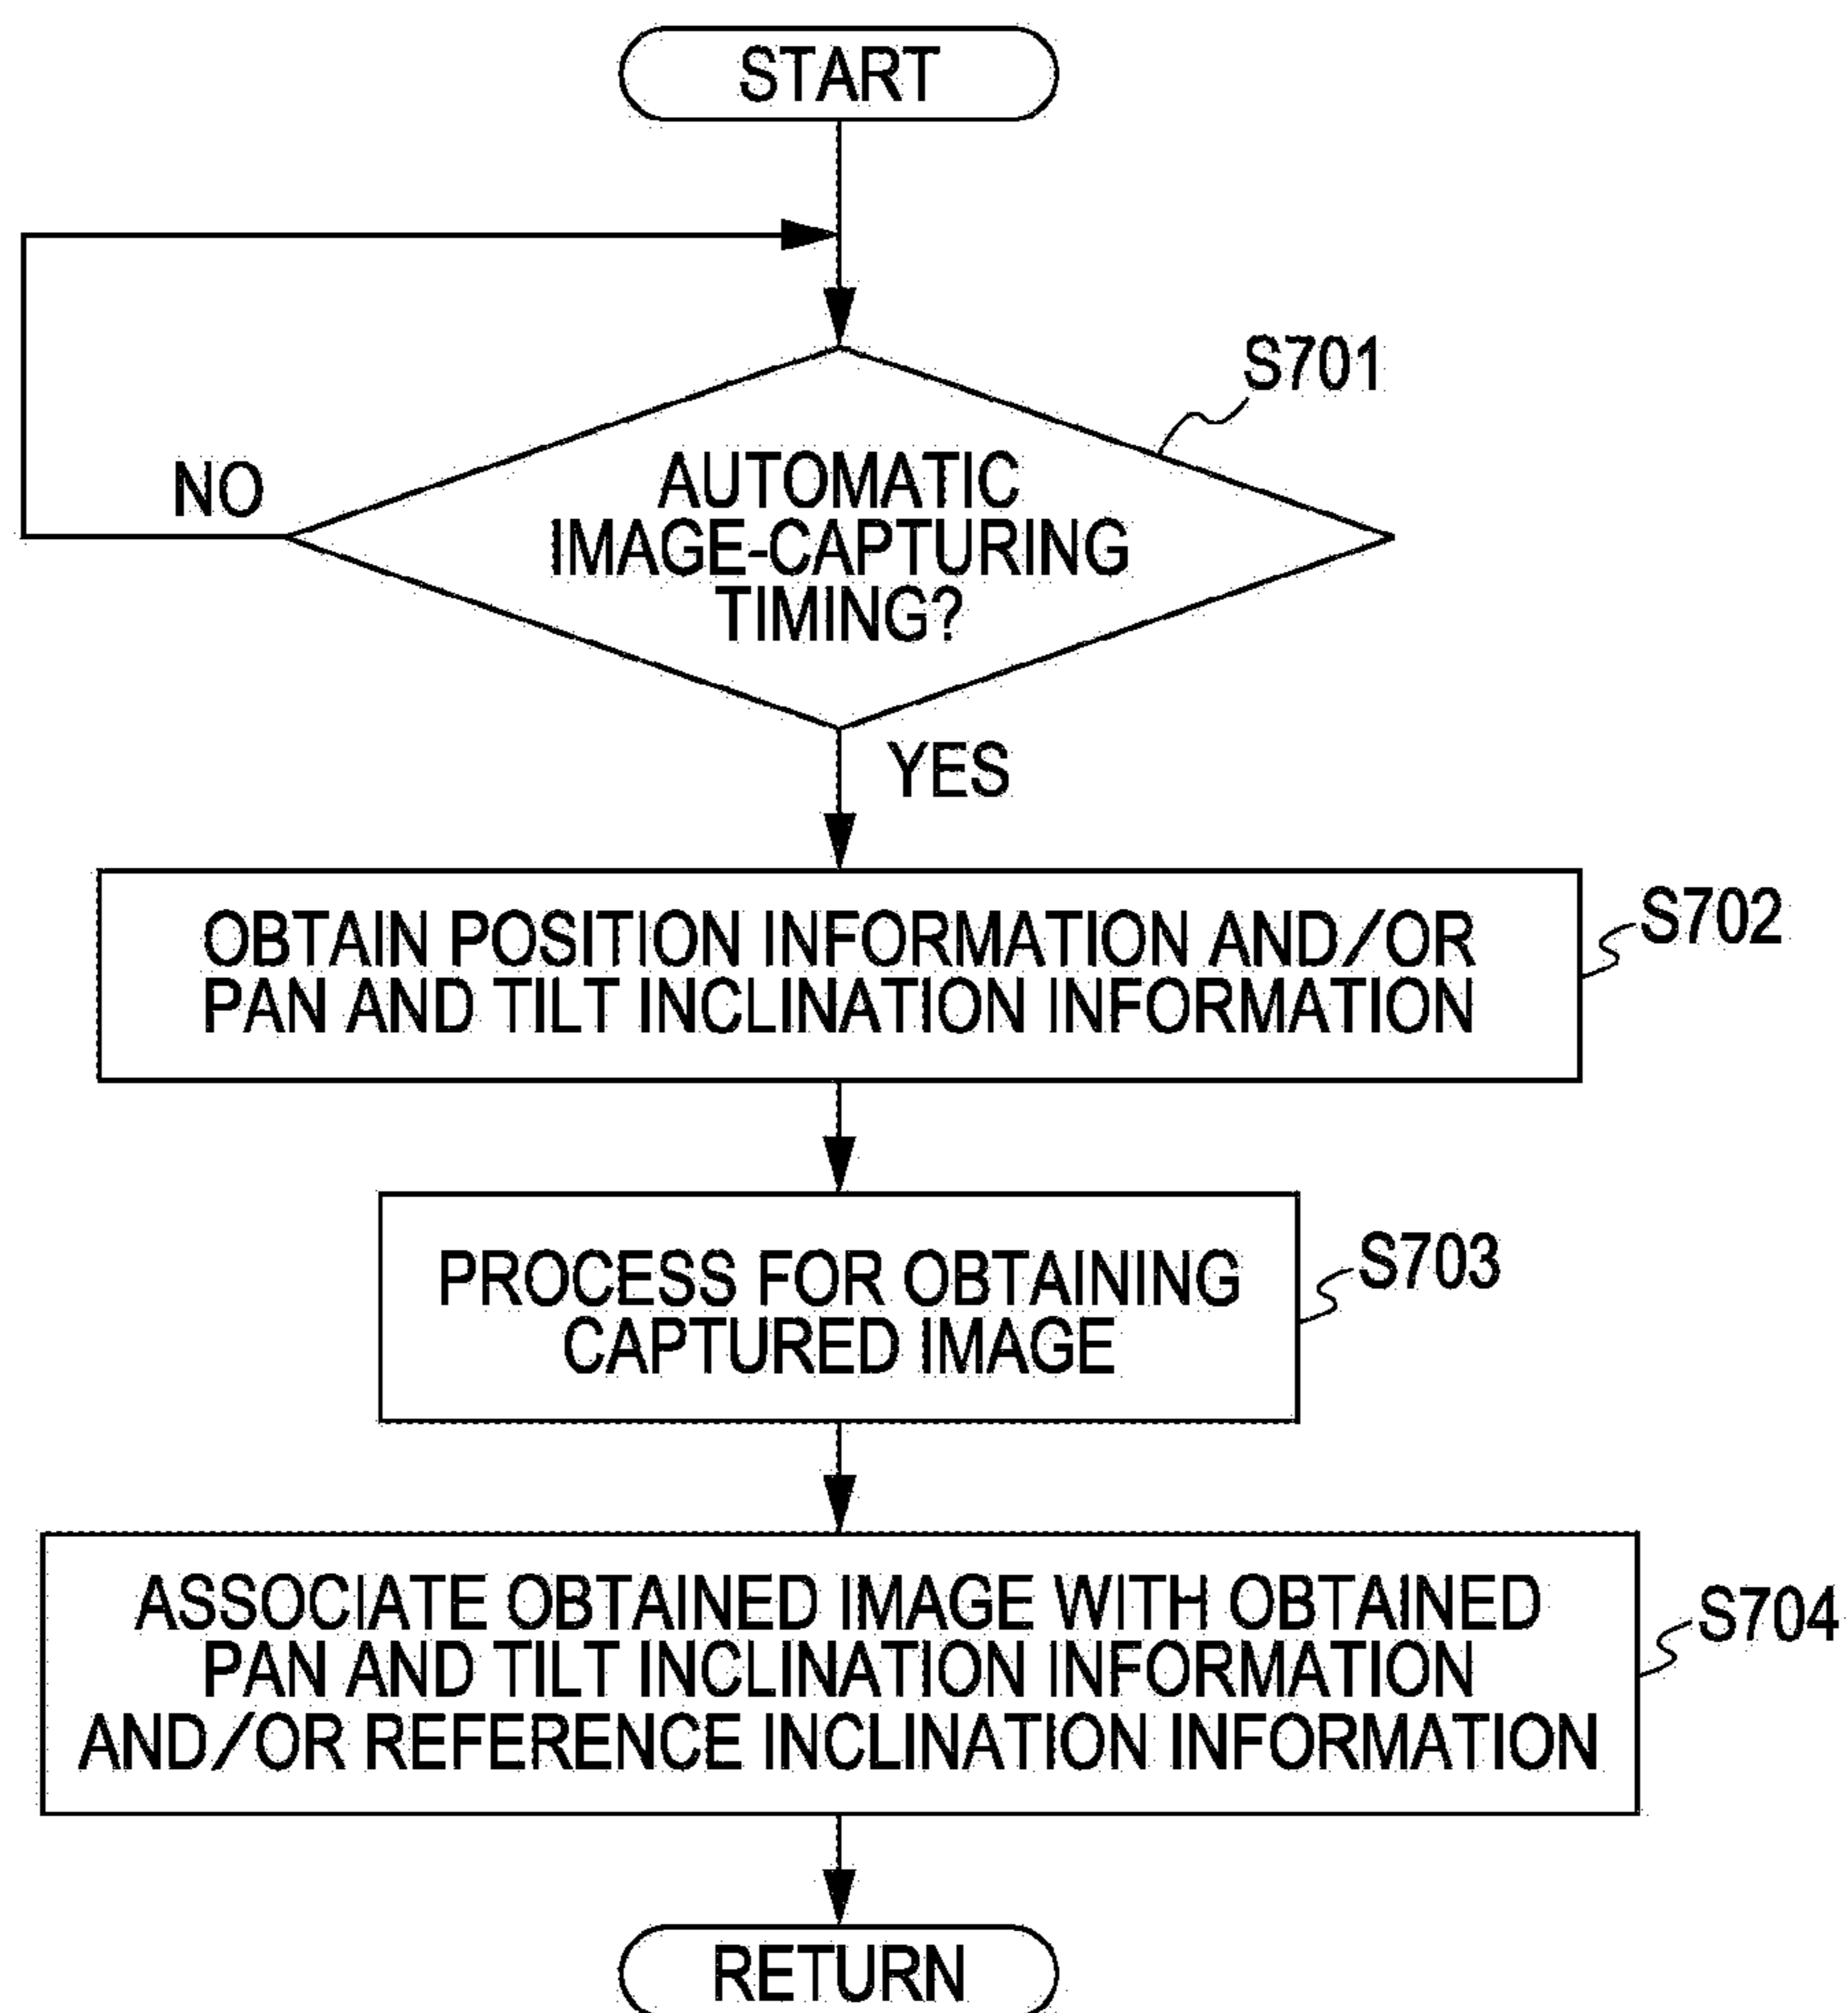 START
S701
NO
AUTOMATIC
IMAGE-CAPTURING
TIMING?
YES
S702
OBTAIN POSITION INFORMATION AND/OR
PAN AND TILT INCLINATION INFORMATION
S703
PROCESS FOR OBTAINING
CAPTURED IMAGE
S704
ASSOCIATE OBTAINED IMAGE WITH OBTAINED
PAN AND TILT INCLINATION INFORMATION
AND/OR REFERENCE INCLINATION INFORMATION
RETURN